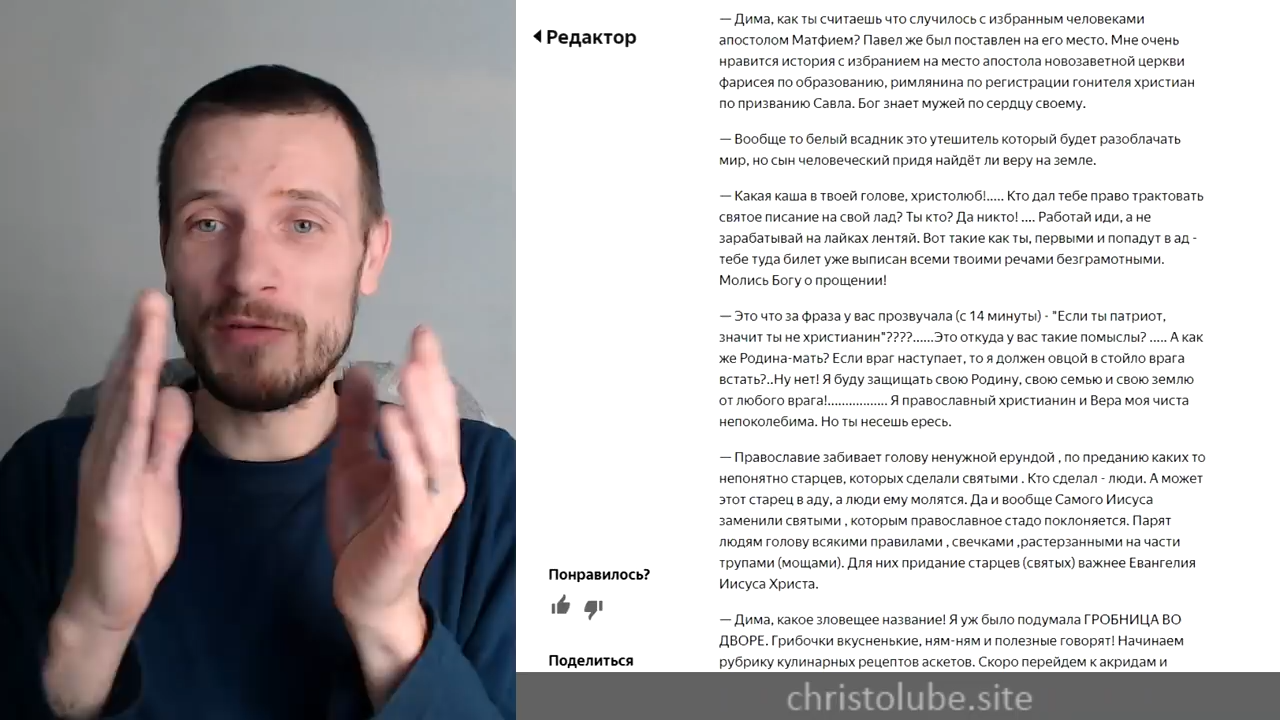 Редактор
— Дима, как ты считаешь что случилось с избранным человеками
апостолом Матфием? Павел же был поставлен на его место. Мне очень
нравится история с избранием на место апостола новозаветной церкви
фарисея по образованию, римлянина по регистрации гонителя христиан
по призванию Савла. Бог знает мужей по сердцу своему.
— Вообще то белый всадник это утешитель который будет разоблачать
мир, но сын человеческий придя найдёт ли веру на земле.
— Какая каша в твоей голове, христолюб!..... Кто дал тебе право трактовать
святое писание на свой лад? Ты кто? Да никто! .... Работай иди, а не
зарабатывай на лайках лентяй. Вот такие как ты, первыми и попадут в ад -
тебе туда билет уже выписан всеми твоими речами безграмотными.
Молись Богу о прощении!
— Это что за фраза у вас прозвучала (с 14 минуты) - "Если ты патриот,
значит ты не христианин"????......Это откуда у вас такие помыслы? ..... А как
же Родина-мать? Если враг наступает, то я должен овцой в стойло врага
встать?..Ну нет! Я буду защищать свою Родину, свою семью и свою землю
от любого врага!................. Я православный христианин и Вера моя чиста
непоколебима. Но ты несешь ересь.
— Православие забивает голову ненужной ерундой , по преданию каких то
непонятно старцев, которых сделали святыми . Кто сделал - люди. А может
этот старец в аду, а люди ему молятся. Да и вообще Самого Иисуса
заменили святыми , которым православное стадо поклоняется. Парят
людям голову всякими правилами , свечками ,растерзанными на части
трупами (мощами). Для них придание старцев (святых) важнее Евангелия
Иисуса Христа.
— Дима, какое зловещее название! Я уж было подумала ГРОБНИЦА ВО
ДВОРЕ. Грибочки вкусненькие, ням-ням и полезные говорят! Начинаем
рубрику кулинарных рецептов аскетов. Скоро перейдем к акридам и
Понравилось?
Поделиться
christolube.site